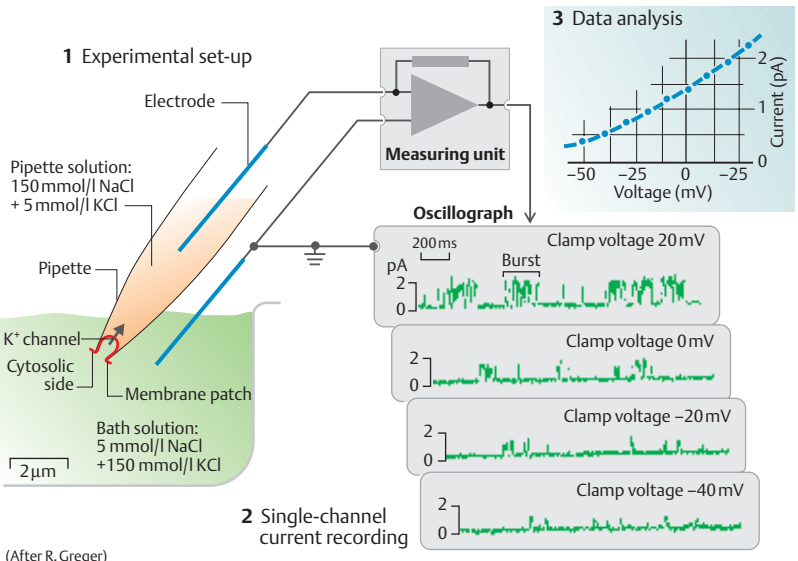 1 Experimental set-up
Electrode
Pipette solution:
150 mmol/l NaCl
+ 5 mmol/l KCl
Pipette
K+ channel
Cytosolic
side
Membrane patch
Bath solution:
5 mmol/l NaCl
+150 mmol/l KCl
2µm
Measuring unit
3 Data analysis
2
1
0
Current (pA)
−50
−25
0
−25
Voltage (mV)
Oscillograph
200 ms
Clamp voltage 20 mV
Burst
pA
2
0
Clamp voltage 0 mV
2
0
Clamp voltage −20 mV
2
0
Clamp voltage −40 mV
2
0
2 Single-channel
current recording
(After R. Greger)